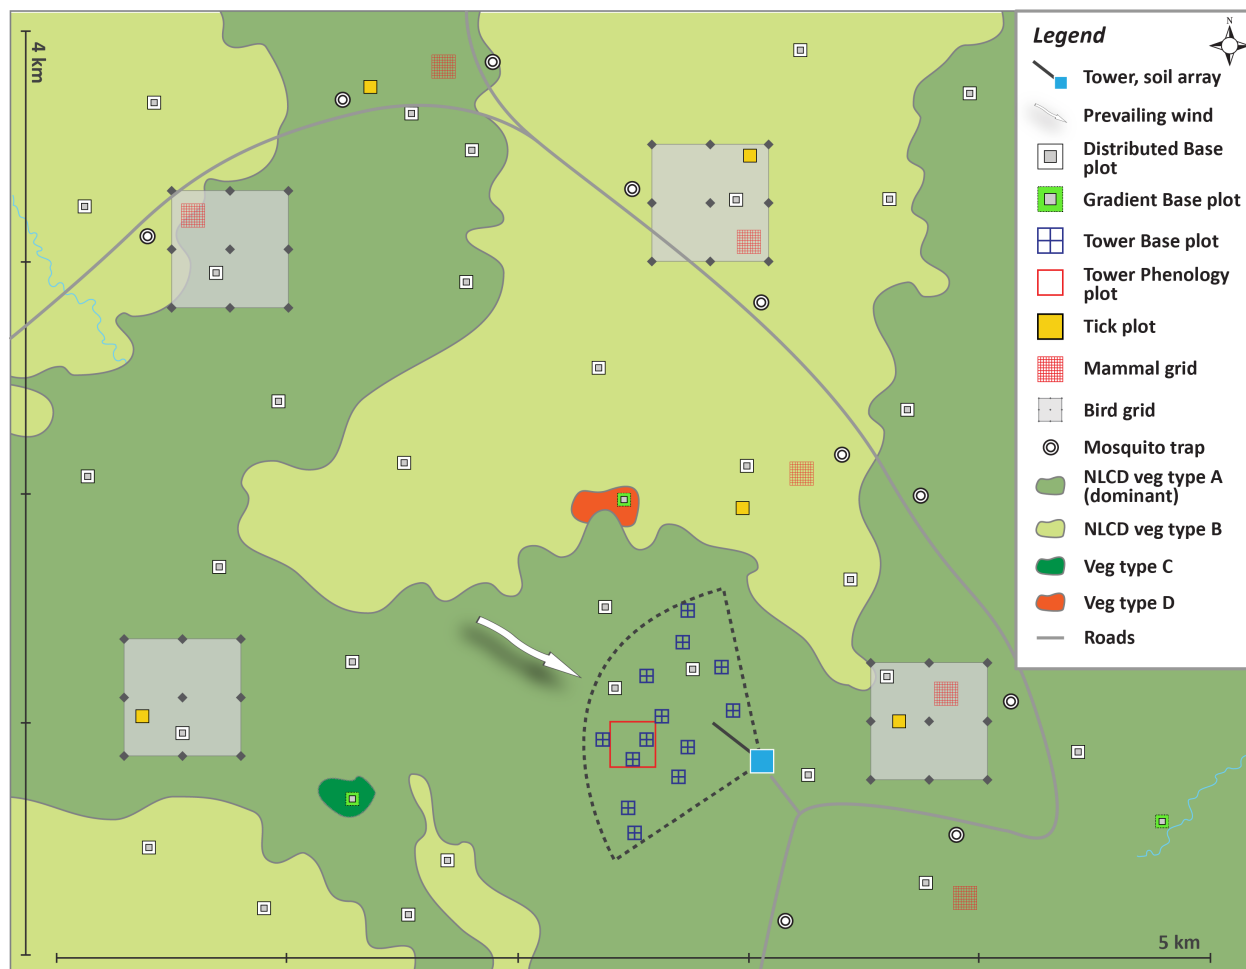 4 km
Legend
N
Tower, soil array
Prevailing wind
Distributed Base
plot
Gradient Base plot
Tower Base plot
Tower Phenology
plot
Tick plot
Mammal grid
Bird grid
Mosquito trap
NLCD veg type A
(dominant)
NLCD veg type B
Veg type C
Veg type D
Roads
5 km